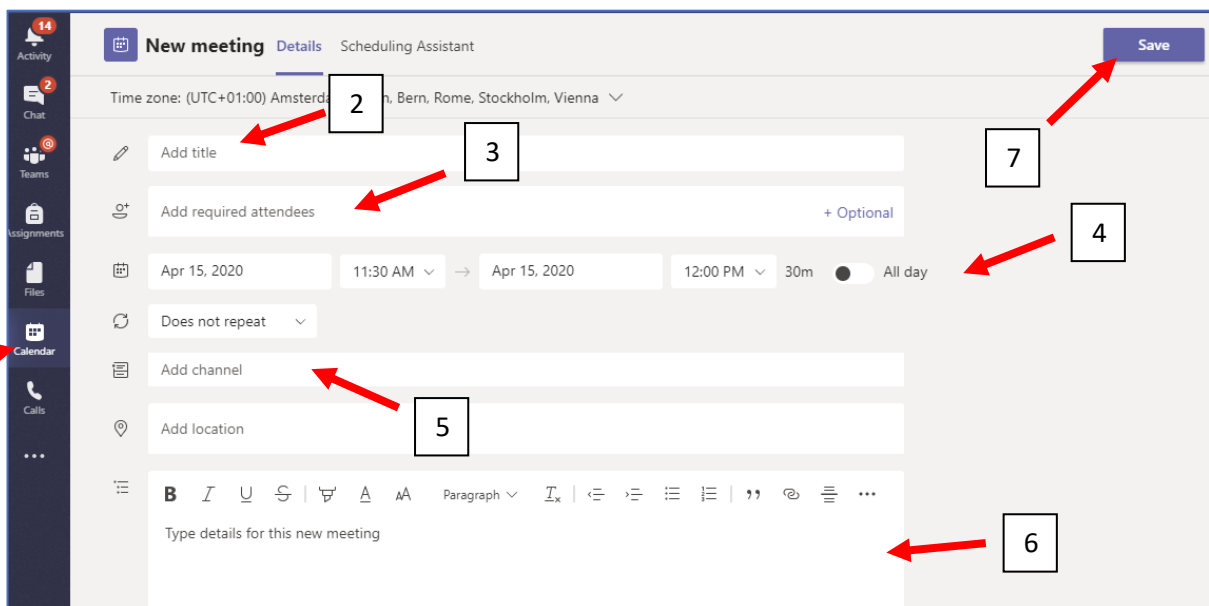 14
Activity
2
Chat
@
Teams
Assignments
Files
Calendar
Calls
New meeting Details Scheduling Assistant
Save
Time zone: (UTC+01:00) Bern, Rome, Stockholm, Vienna
2
Add title
3
7
Add required attendees
+ Optional
4
Apr 15, 2020 11:30 AM → Apr 15, 2020 12:00 PM 30m All day
Does not repeat
Add channel
5
Add location
B I U S A AA Paragraph Tx
Type details for this new meeting
6